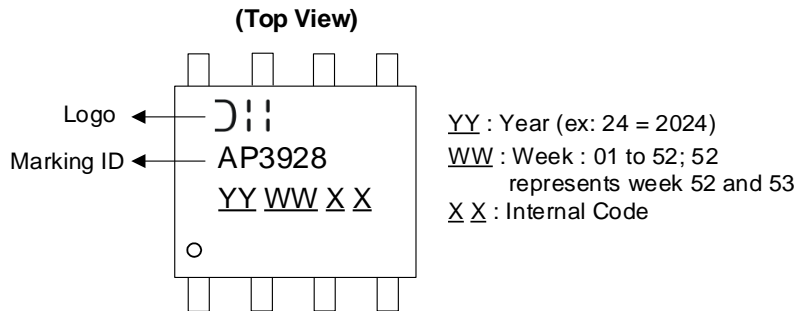 (Top View)
Logo
Marking ID
AP3928
YY WW X X
YY : Year (ex: 24 = 2024)
WW : Week : 01 to 52; 52
represents week 52 and 53
X X : Internal Code